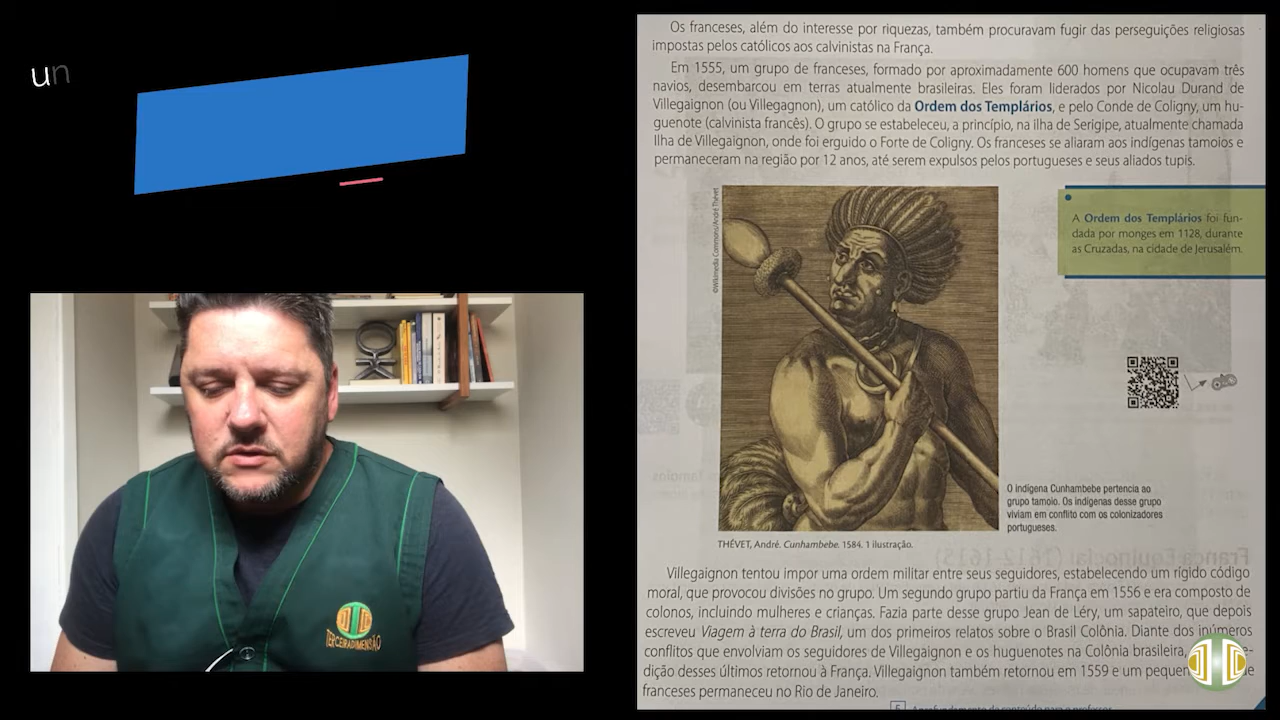 un
TERCEIRADIMENSÃO
Os franceses, além do interesse por riquezas, também procuravam fugir das perseguições religiosas
impostas pelos católicos aos calvinistas na França.
Em 1555, um grupo de franceses, formado por aproximadamente 600 homens que ocupavam três
navios, desembarcou em terras atualmente brasileiras. Eles foram liderados por Nicolau Durand de
Villegaignon (ou Villegagnon), um católico da Ordem dos Templários, e pelo Conde de Coligny, um hu-
guenote (calvinista francês). O grupo se estabeleceu, a princípio, na ilha de Serigipe, atualmente chamada
Ilha de Villegaignon, onde foi erguido o Forte de Coligny. Os franceses se aliaram aos indígenas tamoios e
permaneceram na região por 12 anos, até serem expulsos pelos portugueses e seus aliados tupis.
©Wikimedia Commons/André Thévet
A Ordem dos Templários foi fun-
dada por monges em 1128, durante
as Cruzadas, na cidade de Jerusalém.
O indígena Cunhambebe pertencia ao
grupo tamoio. Os indígenas desse grupo
viviam em conflito com os colonizadores
portugueses.
THÉVET, André. Cunhambebe. 1584. 1 ilustração.
Villegaignon tentou impor uma ordem militar entre seus seguidores, estabelecendo um rígido código
moral, que provocou divisões no grupo. Um segundo grupo partiu da França em 1556 e era composto de
colonos, incluindo mulheres e crianças. Fazia parte desse grupo Jean de Léry, um sapateiro, que depois
escreveu Viagem à terra do Brasil, um dos primeiros relatos sobre o Brasil Colônia. Diante dos inúmeros
conflitos que envolviam os seguidores de Villegaignon e os huguenotes na Colônia brasileira,
dição desses últimos retornou à França. Villegaignon também retornou em 1559 e um pequen
franceses permaneceu no Rio de Janeiro.
5 Aprofundamento de conteúdo para o professor